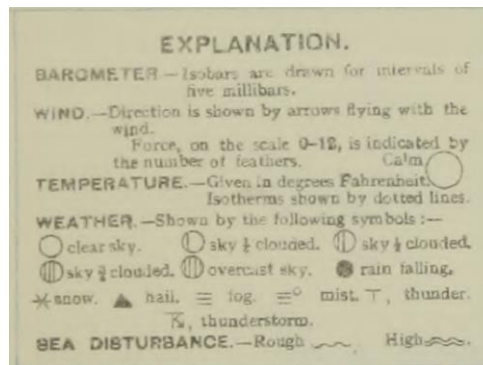 EXPLANATION.
BAROMETER.—Isobars are drawn for intervals of
five millibars.
WIND.—Direction is shown by arrows flying with the
wind.
Force, on the scale 0-12, is indicated by
the number of feathers. Calm
TEMPERATURE.—Given in degrees Fahrenheit.
Isotherms shown by dotted lines.
WEATHER.—Shown by the following symbols:—
clear sky. sky ¼ clouded. sky ½ clouded.
sky ¾ clouded. overcast sky. rain falling.
snow. hail. fog. mist. thunder.
thunderstorm.
SEA DISTURBANCE.—Rough High